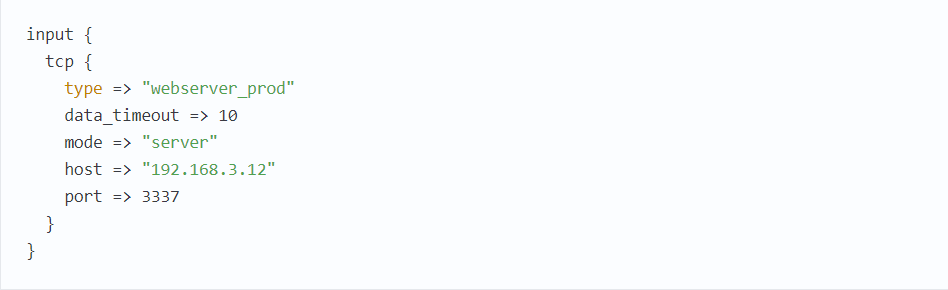 input {
  tcp {
    type => "webserver_prod"
    data_timeout => 10
    mode => "server"
    host => "192.168.3.12"
    port => 3337
  }
}